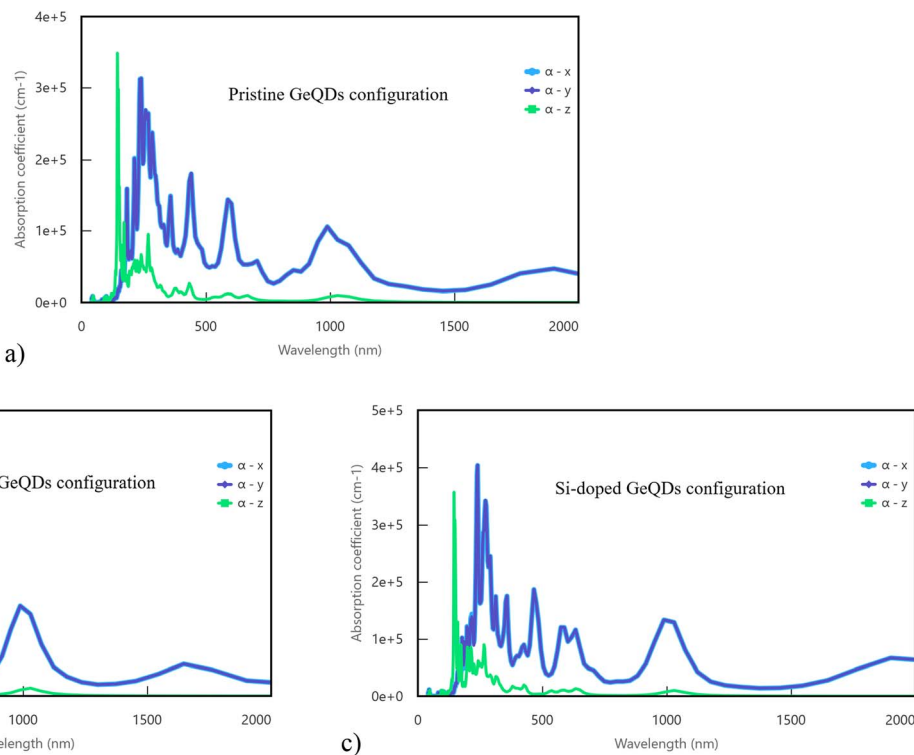 4e+5
3e+5
2e+5
1e+5
0e+0
Absorption coefficient (cm-1)
Pristine GeQDs configuration
α - x
α - y
α - z
0 500 1000 1500 2000
Wavelength (nm)
a)
GeQDs configuration
α - x
α - y
α - z
1000 1500 2000
(nm)
5e+5
4e+5
3e+5
2e+5
1e+5
0e+0
Absorption coefficient (cm-1)
Si-doped GeQDs configuration
α - x
α - y
α - z
0 500 1000 1500 2000
Wavelength (nm)
c)